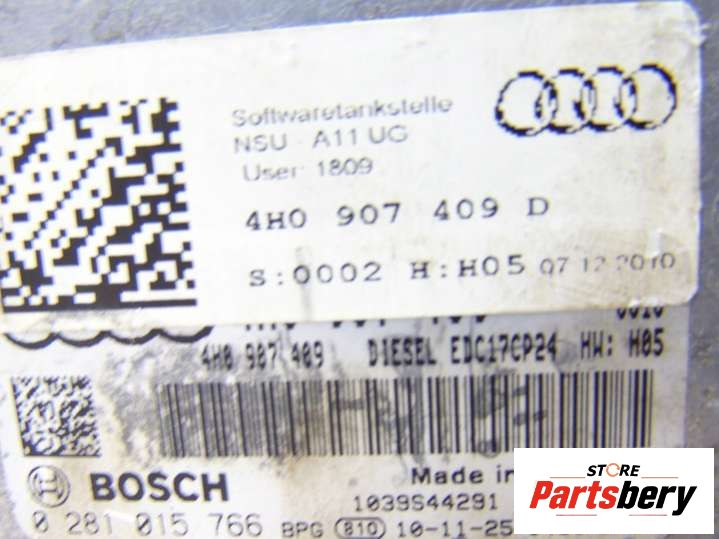 Softwaretankstelle
NSU A11 UG
User: 1809
4H0 907 409 D
S:0002 H:H05 07.12.2010
4H0 907 409 DIESEL EDC17CP24 HW: H05
BOSCH
Made in
1039S44291
0 281 015 766 BPG 810 10-11-25
STORE
Partsbery